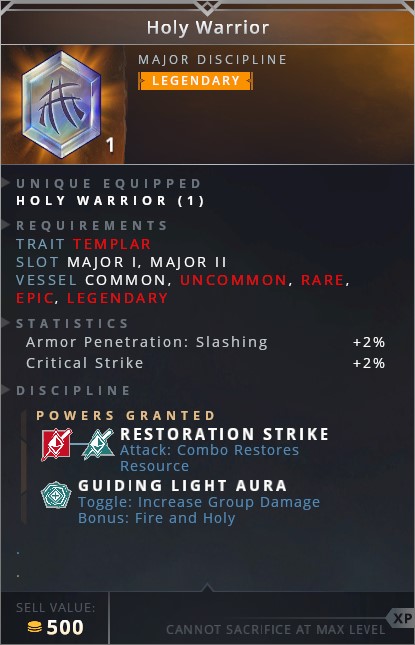 Holy Warrior
MAJOR DISCIPLINE
LEGENDARY
1
UNIQUE EQUIPPED
HOLY WARRIOR (1)
REQUIREMENTS
TRAIT TEMPLAR
SLOT MAJOR I, MAJOR II
VESSEL COMMON, UNCOMMON, RARE,
EPIC, LEGENDARY
STATISTICS
Armor Penetration: Slashing +2%
Critical Strike +2%
DISCIPLINE
POWERS GRANTED
RESTORATION STRIKE
Attack: Combo Restores
Resource
GUIDING LIGHT AURA
Toggle: Increase Group Damage
Bonus: Fire and Holy
.
.
SELL VALUE:
500
XP
CANNOT SACRIFICE AT MAX LEVEL